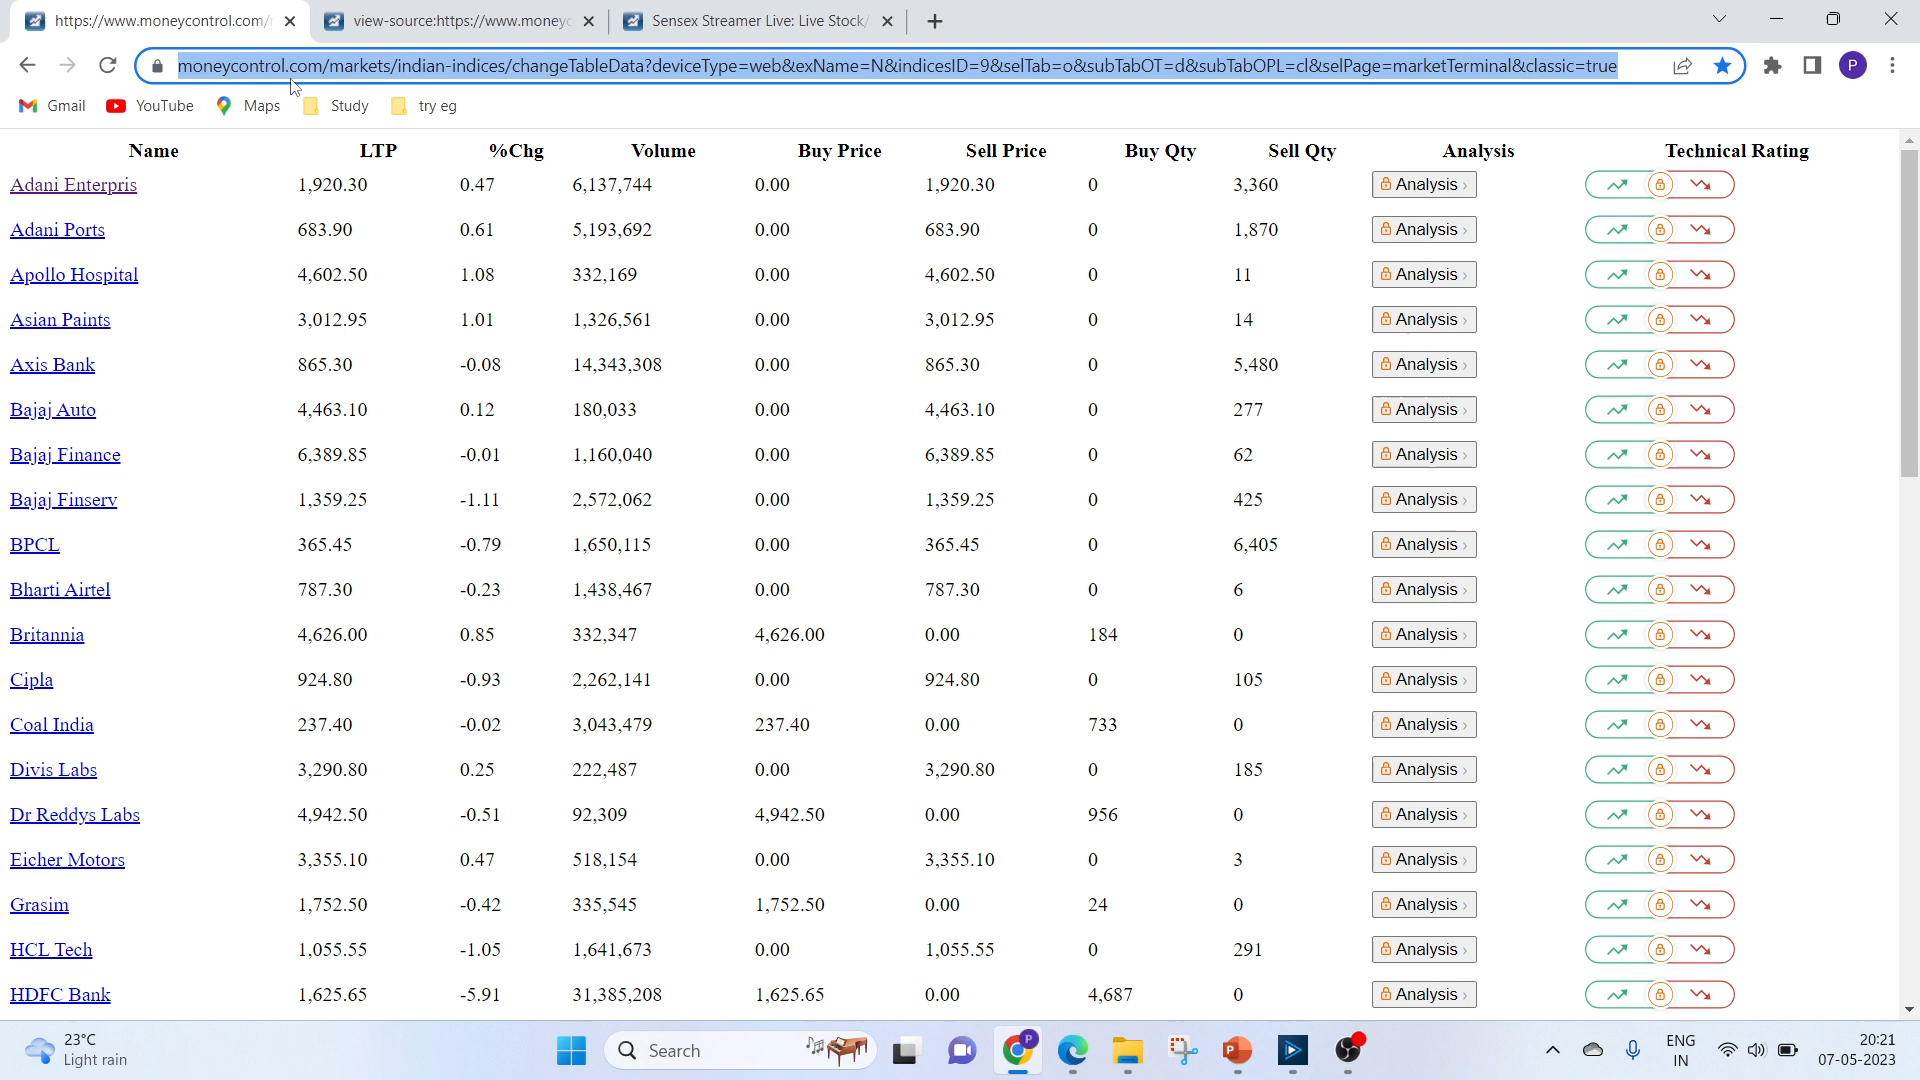 https://www.moneycontrol.com/ view-source:https://www.moneyc Sensex Streamer Live: Live Stock/
moneycontrol.com/markets/indian-indices/changeTableData?deviceType=web&exName=N&indicesID=9&selTab=o&subTabOT=d&subTabOPL=cl&selPage=marketTerminal&classic=true P
Gmail YouTube Maps Study try eg
Name LTP %Chg Volume Buy Price Sell Price Buy Qty Sell Qty Analysis Technical Rating
Adani Enterpris 1,920.30 0.47 6,137,744 0.00 1,920.30 0 3,360 Analysis
Adani Ports 683.90 0.61 5,193,692 0.00 683.90 0 1,870 Analysis
Apollo Hospital 4,602.50 1.08 332,169 0.00 4,602.50 0 11 Analysis
Asian Paints 3,012.95 1.01 1,326,561 0.00 3,012.95 0 14 Analysis
Axis Bank 865.30 -0.08 14,343,308 0.00 865.30 0 5,480 Analysis
Bajaj Auto 4,463.10 0.12 180,033 0.00 4,463.10 0 277 Analysis
Bajaj Finance 6,389.85 -0.01 1,160,040 0.00 6,389.85 0 62 Analysis
Bajaj Finserv 1,359.25 -1.11 2,572,062 0.00 1,359.25 0 425 Analysis
BPCL 365.45 -0.79 1,650,115 0.00 365.45 0 6,405 Analysis
Bharti Airtel 787.30 -0.23 1,438,467 0.00 787.30 0 6 Analysis
Britannia 4,626.00 0.85 332,347 4,626.00 0.00 184 0 Analysis
Cipla 924.80 -0.93 2,262,141 0.00 924.80 0 105 Analysis
Coal India 237.40 -0.02 3,043,479 237.40 0.00 733 0 Analysis
Divis Labs 3,290.80 0.25 222,487 0.00 3,290.80 0 185 Analysis
Dr Reddys Labs 4,942.50 -0.51 92,309 4,942.50 0.00 956 0 Analysis
Eicher Motors 3,355.10 0.47 518,154 0.00 3,355.10 0 3 Analysis
Grasim 1,752.50 -0.42 335,545 1,752.50 0.00 24 0 Analysis
HCL Tech 1,055.55 -1.05 1,641,673 0.00 1,055.55 0 291 Analysis
HDFC Bank 1,625.65 -5.91 31,385,208 1,625.65 0.00 4,687 0 Analysis
23°C
Light rain
Search
P
ENG
IN
20:21
07-05-2023